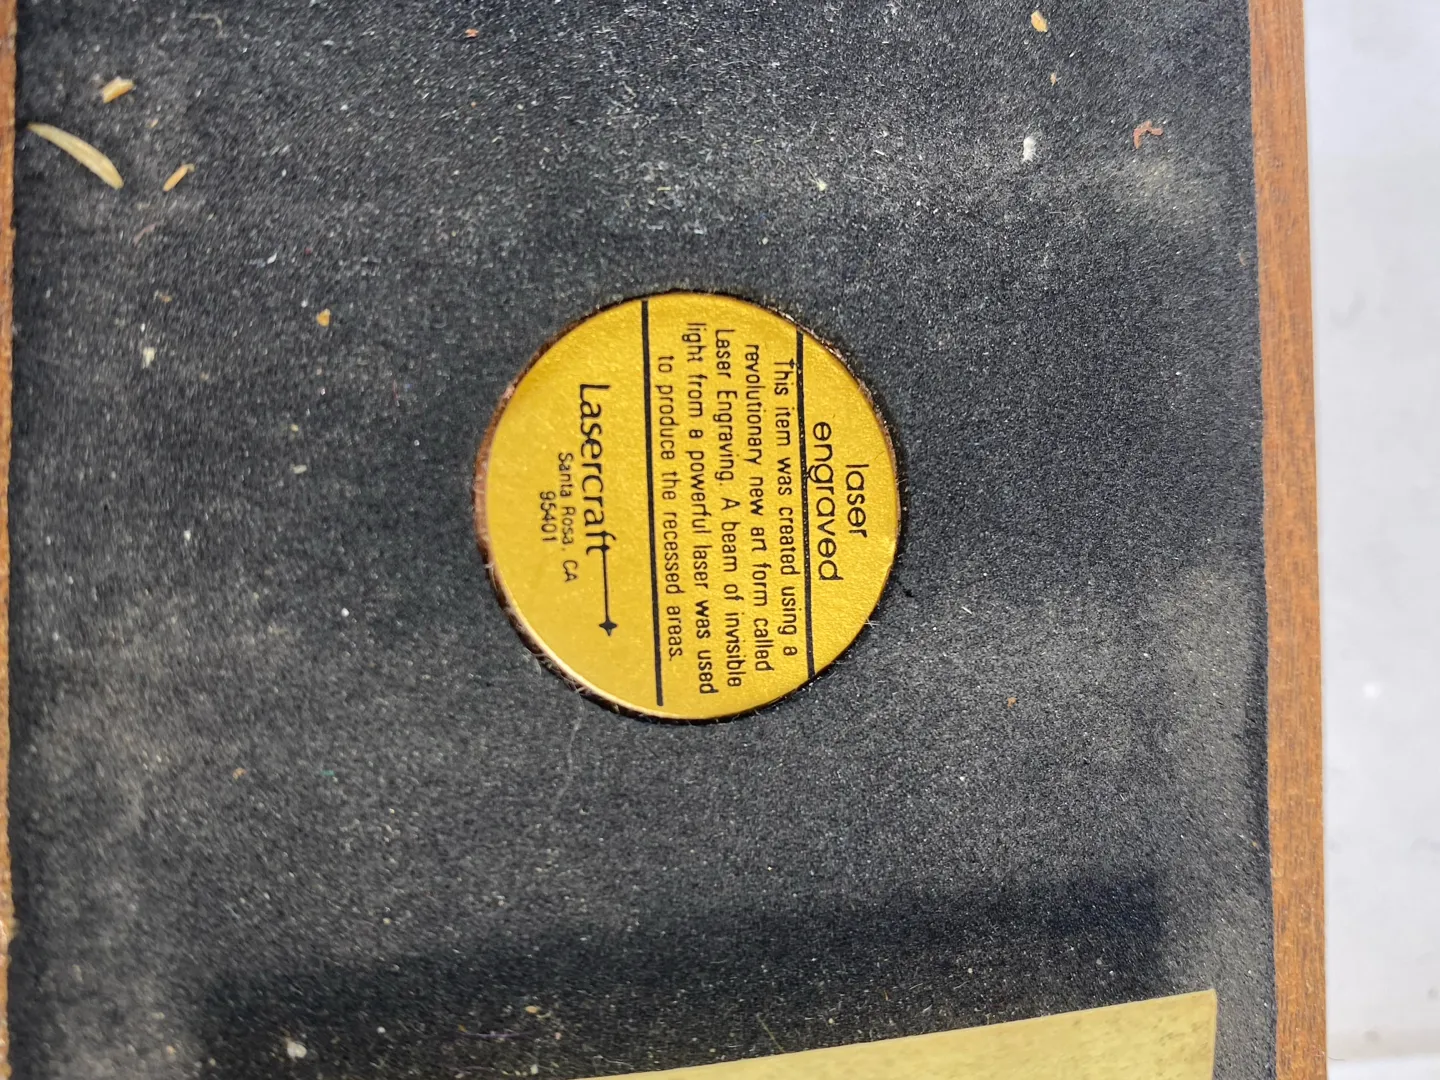 laser
engraved
This item was created using a
revolutionary new art form called
Laser Engraving. A beam of invisible
light from a powerful laser was used
to produce the recessed areas.
Lasercraft
Santa Rosa, CA
95401